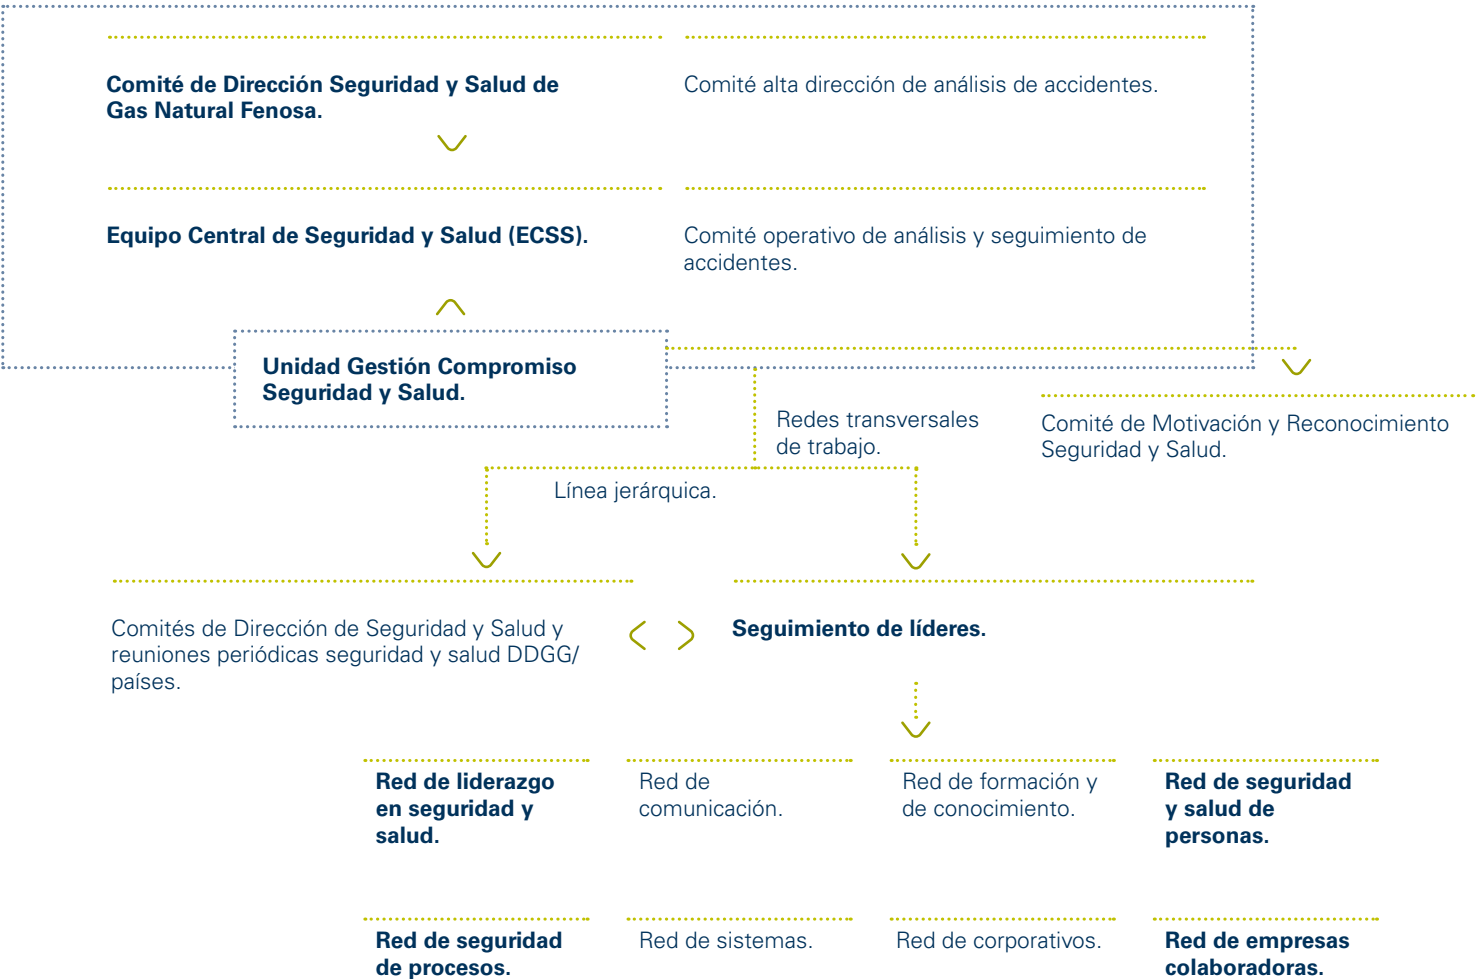 Comité de Dirección Seguridad y Salud de
Gas Natural Fenosa.
Comité alta dirección de análisis de accidentes.
Equipo Central de Seguridad y Salud (ECSS).
Comité operativo de análisis y seguimiento de
accidentes.
Unidad Gestión Compromiso
Seguridad y Salud.
Redes transversales
de trabajo.
Comité de Motivación y Reconocimiento
Seguridad y Salud.
Línea jerárquica.
Comités de Dirección de Seguridad y Salud y
reuniones periódicas seguridad y salud DDGG/
países.
Seguimiento de líderes.
Red de liderazgo
en seguridad y
salud.
Red de
comunicación.
Red de formación y
de conocimiento.
Red de seguridad
y salud de
personas.
Red de seguridad
de procesos.
Red de sistemas.
Red de corporativos.
Red de empresas
colaboradoras.